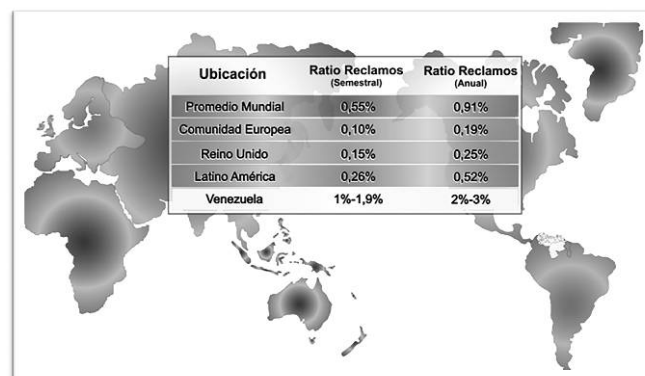 Ubicación Ratio Reclamos (Semestral) Ratio Reclamos (Anual)
Promedio Mundial 0,55% 0,91%
Comunidad Europea 0,10% 0,19%
Reino Unido 0,15% 0,25%
Latino América 0,26% 0,52%
Venezuela 1%-1,9% 2%-3%